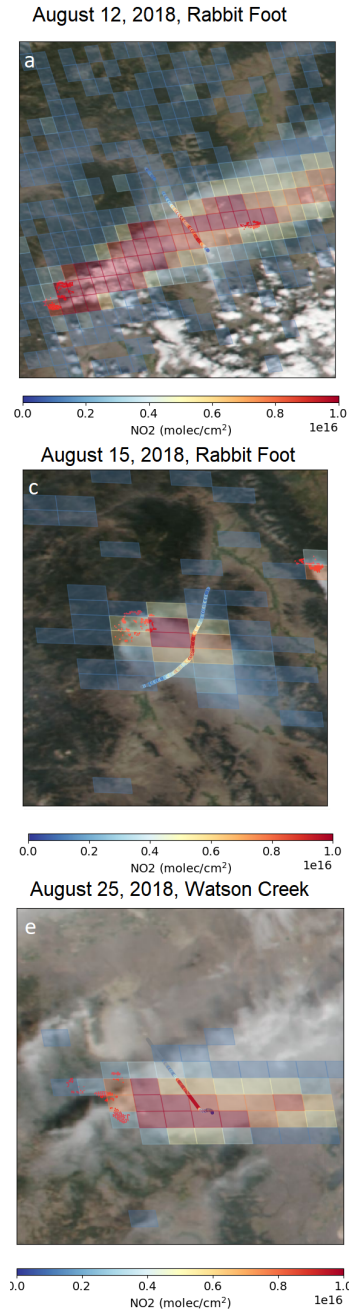 August 12, 2018, Rabbit Foot
a
0.0 0.2 0.4 0.6 0.8 1.0
NO2 (molec/cm²) 1e16
August 15, 2018, Rabbit Foot
c
0.0 0.2 0.4 0.6 0.8 1.0
NO2 (molec/cm²) 1e16
August 25, 2018, Watson Creek
e
0.0 0.2 0.4 0.6 0.8 1.0
NO2 (molec/cm²) 1e16